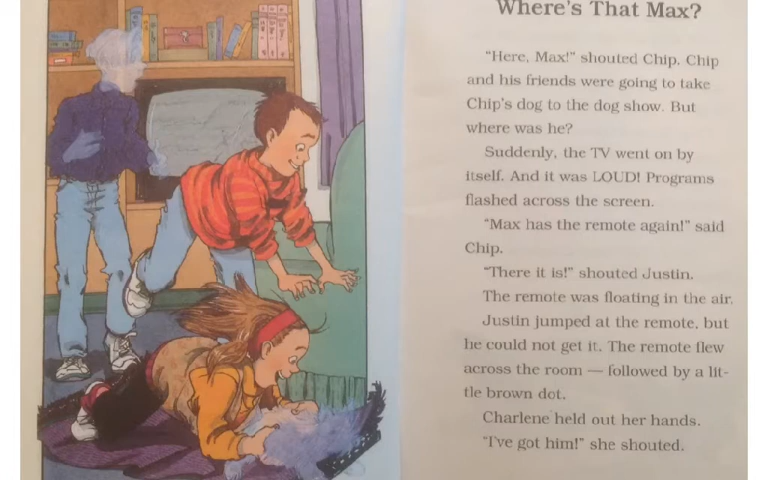 Where's That Max?
"Here, Max!" shouted Chip. Chip
and his friends were going to take
Chip's dog to the dog show. But
where was he?
Suddenly, the TV went on by
itself. And it was LOUD! Programs
flashed across the screen.
"Max has the remote again!" said
Chip.
"There it is!" shouted Justin.
The remote was floating in the air.
Justin jumped at the remote, but
he could not get it. The remote flew
across the room — followed by a lit-
tle brown dot.
Charlene held out her hands.
"I've got him!" she shouted.